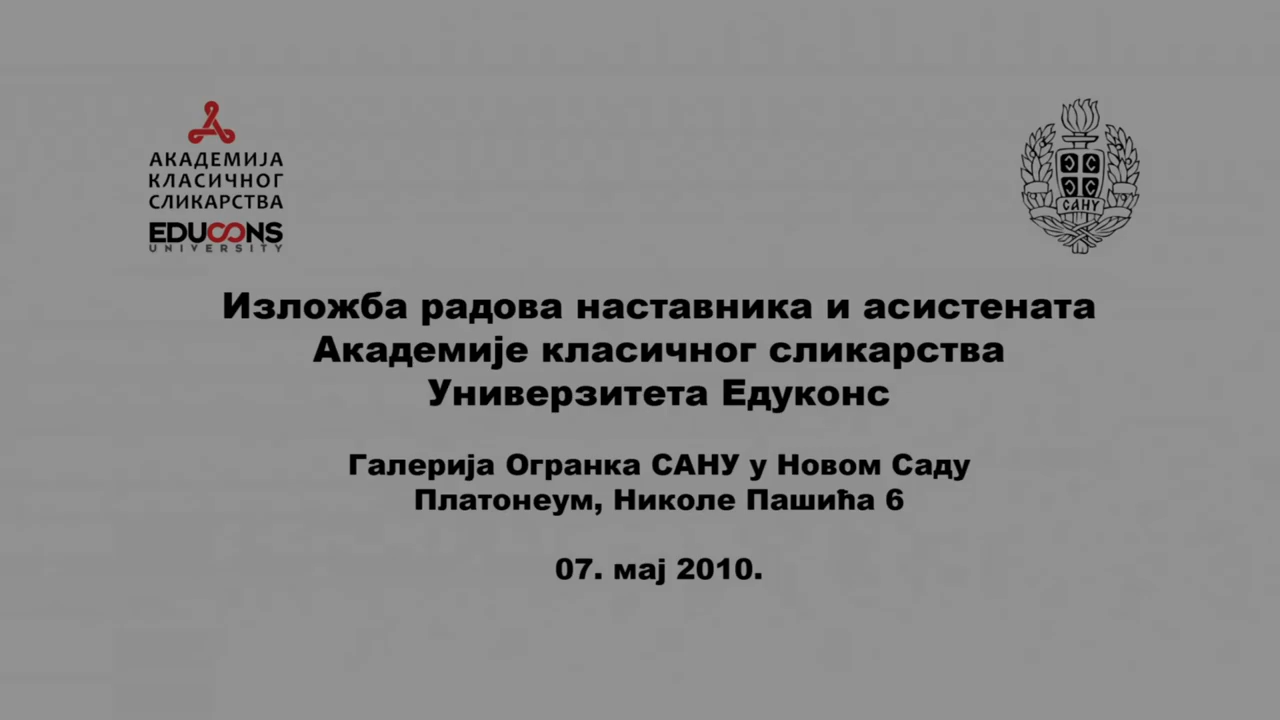 АКАДЕМИЈА
КЛАСИЧНОГ
СЛИКАРСТВА
EDUCONS
UNIVERSITY
САНУ
Изложба радова наставника и асистената
Академије класичног сликарства
Универзитета Едуконс
Галерија Огранка САНУ у Новом Саду
Платонеум, Николе Пашића 6
07. мај 2010.